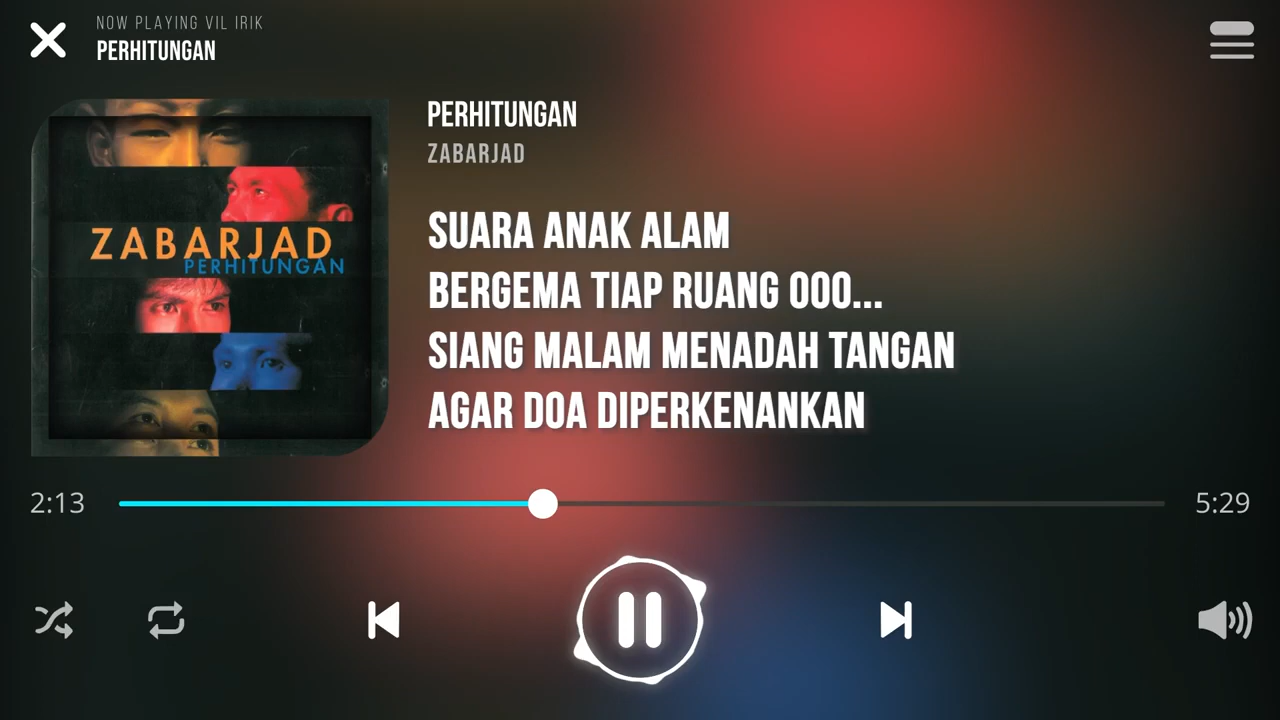 NOW PLAYING VIL IRIK
PERHITUNGAN
ZABARJAD
PERHITUNGAN
PERHITUNGAN
ZABARJAD
SUARA ANAK ALAM
BERGEMA TIAP RUANG OOO...
SIANG MALAM MENADAH TANGAN
AGAR DOA DIPERKENANKAN
2:13
5:29